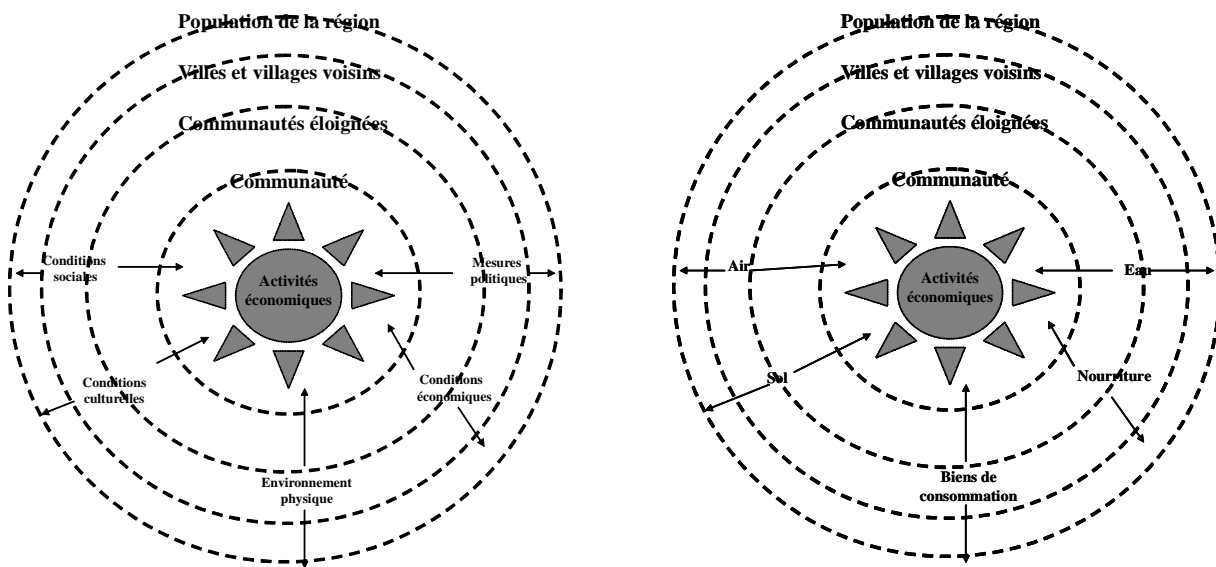 Population de la région
Villes et villages voisins
Communautés éloignées
Communauté
Conditions
sociales
Mesures
politiques
Activités
économiques
Conditions
culturelles
Conditions
économiques
Environnement
physique
Population de la région
Villes et villages voisins
Communautés éloignées
Communauté
Air
Eau
Activités
économiques
Sol
Nourriture
Biens de
consommation